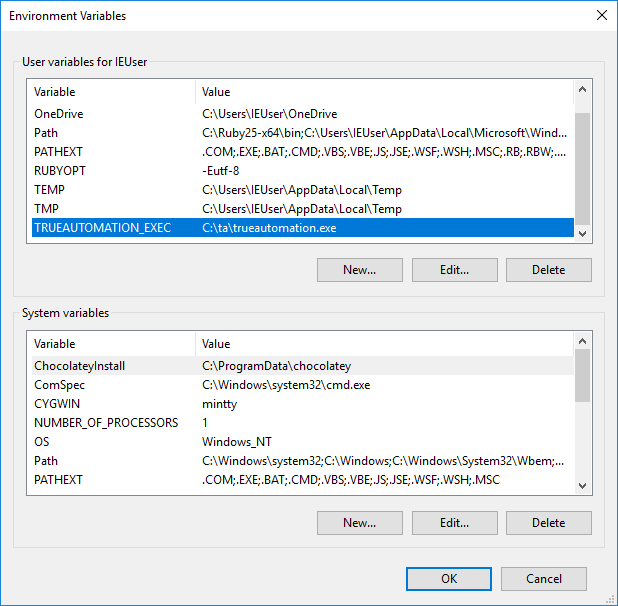 Environment Variables
User variables for IEUser
Variable Value
OneDrive C:\Users\IEUser\OneDrive
Path C:\Ruby25-x64\bin;C:\Users\IEUser\AppData\Local\Microsoft\Wind...
PATHEXT .COM;.EXE;.BAT;.CMD;.VBS;.VBE;.JS;.JSE;.WSF;.WSH;.MSC;.RB;.RBW;....
RUBYOPT -Eutf-8
TEMP C:\Users\IEUser\AppData\Local\Temp
TMP C:\Users\IEUser\AppData\Local\Temp
TRUEAUTOMATION_EXEC C:\ta\trueautomation.exe
New... Edit... Delete
System variables
Variable Value
ChocolateyInstall C:\ProgramData\chocolatey
ComSpec C:\Windows\system32\cmd.exe
CYGWIN mintty
NUMBER_OF_PROCESSORS 1
OS Windows_NT
Path C:\Windows\system32;C:\Windows;C:\Windows\System32\Wbem;...
PATHEXT .COM;.EXE;.BAT;.CMD;.VBS;.VBE;.JS;.JSE;.WSF;.WSH;.MSC
New... Edit... Delete
OK Cancel